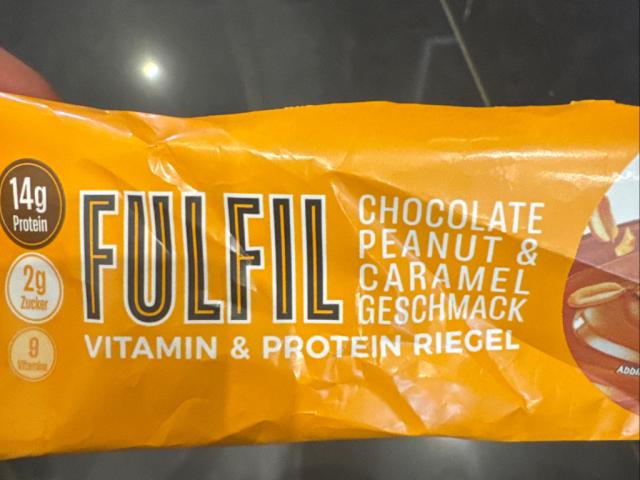 14g
Protein
2g
Zucker
9
Vitamine
FULFIL
CHOCOLATE
PEANUT &
CARAMEL
GESCHMACK
VITAMIN & PROTEIN RIEGEL